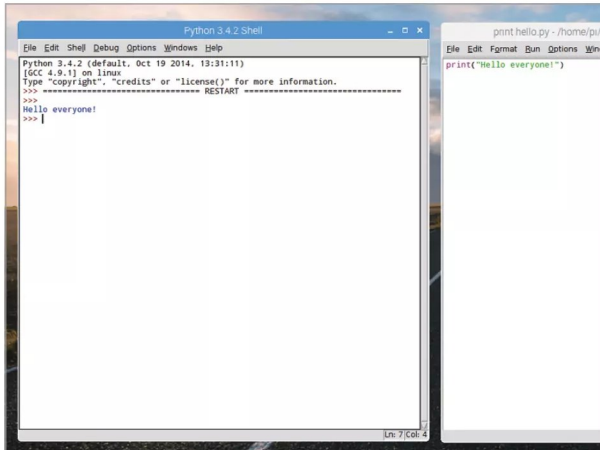 Python 3.4.2 Shell
File Edit Shell Debug Options Windows Help
Python 3.4.2 (default, Oct 19 2014, 13:31:11)
[GCC 4.9.1] on linux
Type "copyright", "credits" or "license()" for more information.
>>> ================================ RESTART ================================
>>>
Hello everyone!
>>>
Ln: 7 Col: 4
print hello.py - /home/pi/
File Edit Format Run Options Win
print("Hello everyone!")